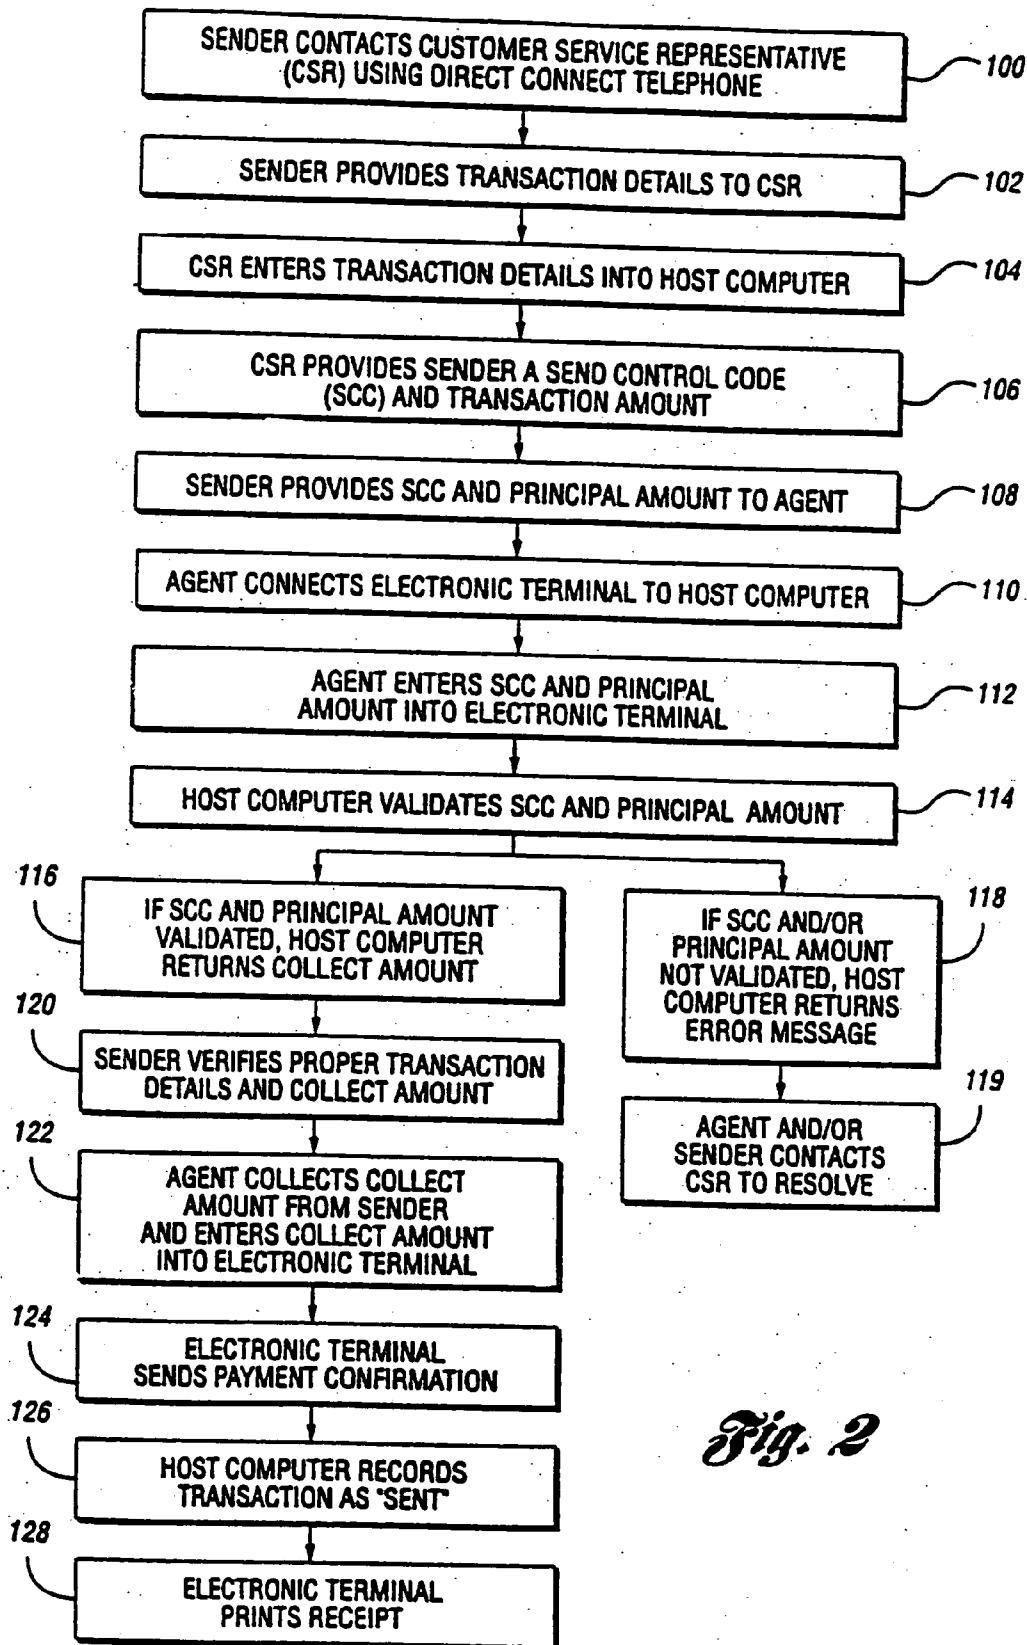 SENDER CONTACTS CUSTOMER SERVICE REPRESENTATIVE
(CSR) USING DIRECT CONNECT TELEPHONE
100
SENDER PROVIDES TRANSACTION DETAILS TO CSR
102
CSR ENTERS TRANSACTION DETAILS INTO HOST COMPUTER
104
CSR PROVIDES SENDER A SEND CONTROL CODE
(SCC) AND TRANSACTION AMOUNT
106
SENDER PROVIDES SCC AND PRINCIPAL AMOUNT TO AGENT
108
AGENT CONNECTS ELECTRONIC TERMINAL TO HOST COMPUTER
110
AGENT ENTERS SCC AND PRINCIPAL
AMOUNT INTO ELECTRONIC TERMINAL
112
HOST COMPUTER VALIDATES SCC AND PRINCIPAL AMOUNT
114
116
IF SCC AND PRINCIPAL AMOUNT
VALIDATED, HOST COMPUTER
RETURNS COLLECT AMOUNT
118
IF SCC AND/OR
PRINCIPAL AMOUNT
NOT VALIDATED, HOST
COMPUTER RETURNS
ERROR MESSAGE
120
SENDER VERIFIES PROPER TRANSACTION
DETAILS AND COLLECT AMOUNT
119
AGENT AND/OR
SENDER CONTACTS
CSR TO RESOLVE
122
AGENT COLLECTS COLLECT
AMOUNT FROM SENDER
AND ENTERS COLLECT AMOUNT
INTO ELECTRONIC TERMINAL
124
ELECTRONIC TERMINAL
SENDS PAYMENT CONFIRMATION
126
HOST COMPUTER RECORDS
TRANSACTION AS "SENT"
128
ELECTRONIC TERMINAL
PRINTS RECEIPT
Fig. 2